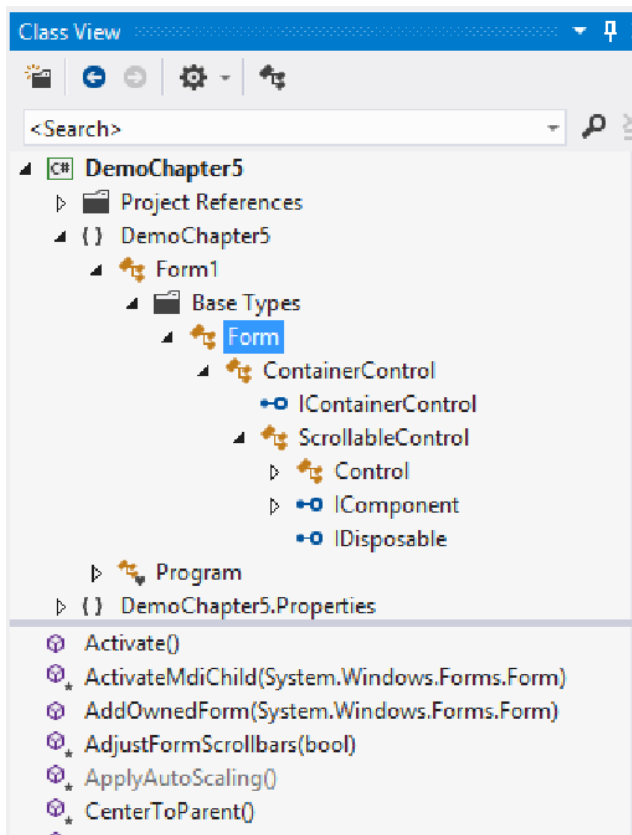 Class View
<Search>
C# DemoChapter5
Project References
{ } DemoChapter5
Form1
Base Types
Form
ContainerControl
IContainerControl
ScrollableControl
Control
IComponent
IDisposable
Program
{ } DemoChapter5.Properties
Activate()
ActivateMdiChild(System.Windows.Forms.Form)
AddOwnedForm(System.Windows.Forms.Form)
AdjustFormScrollbars(bool)
ApplyAutoScaling()
CenterToParent()